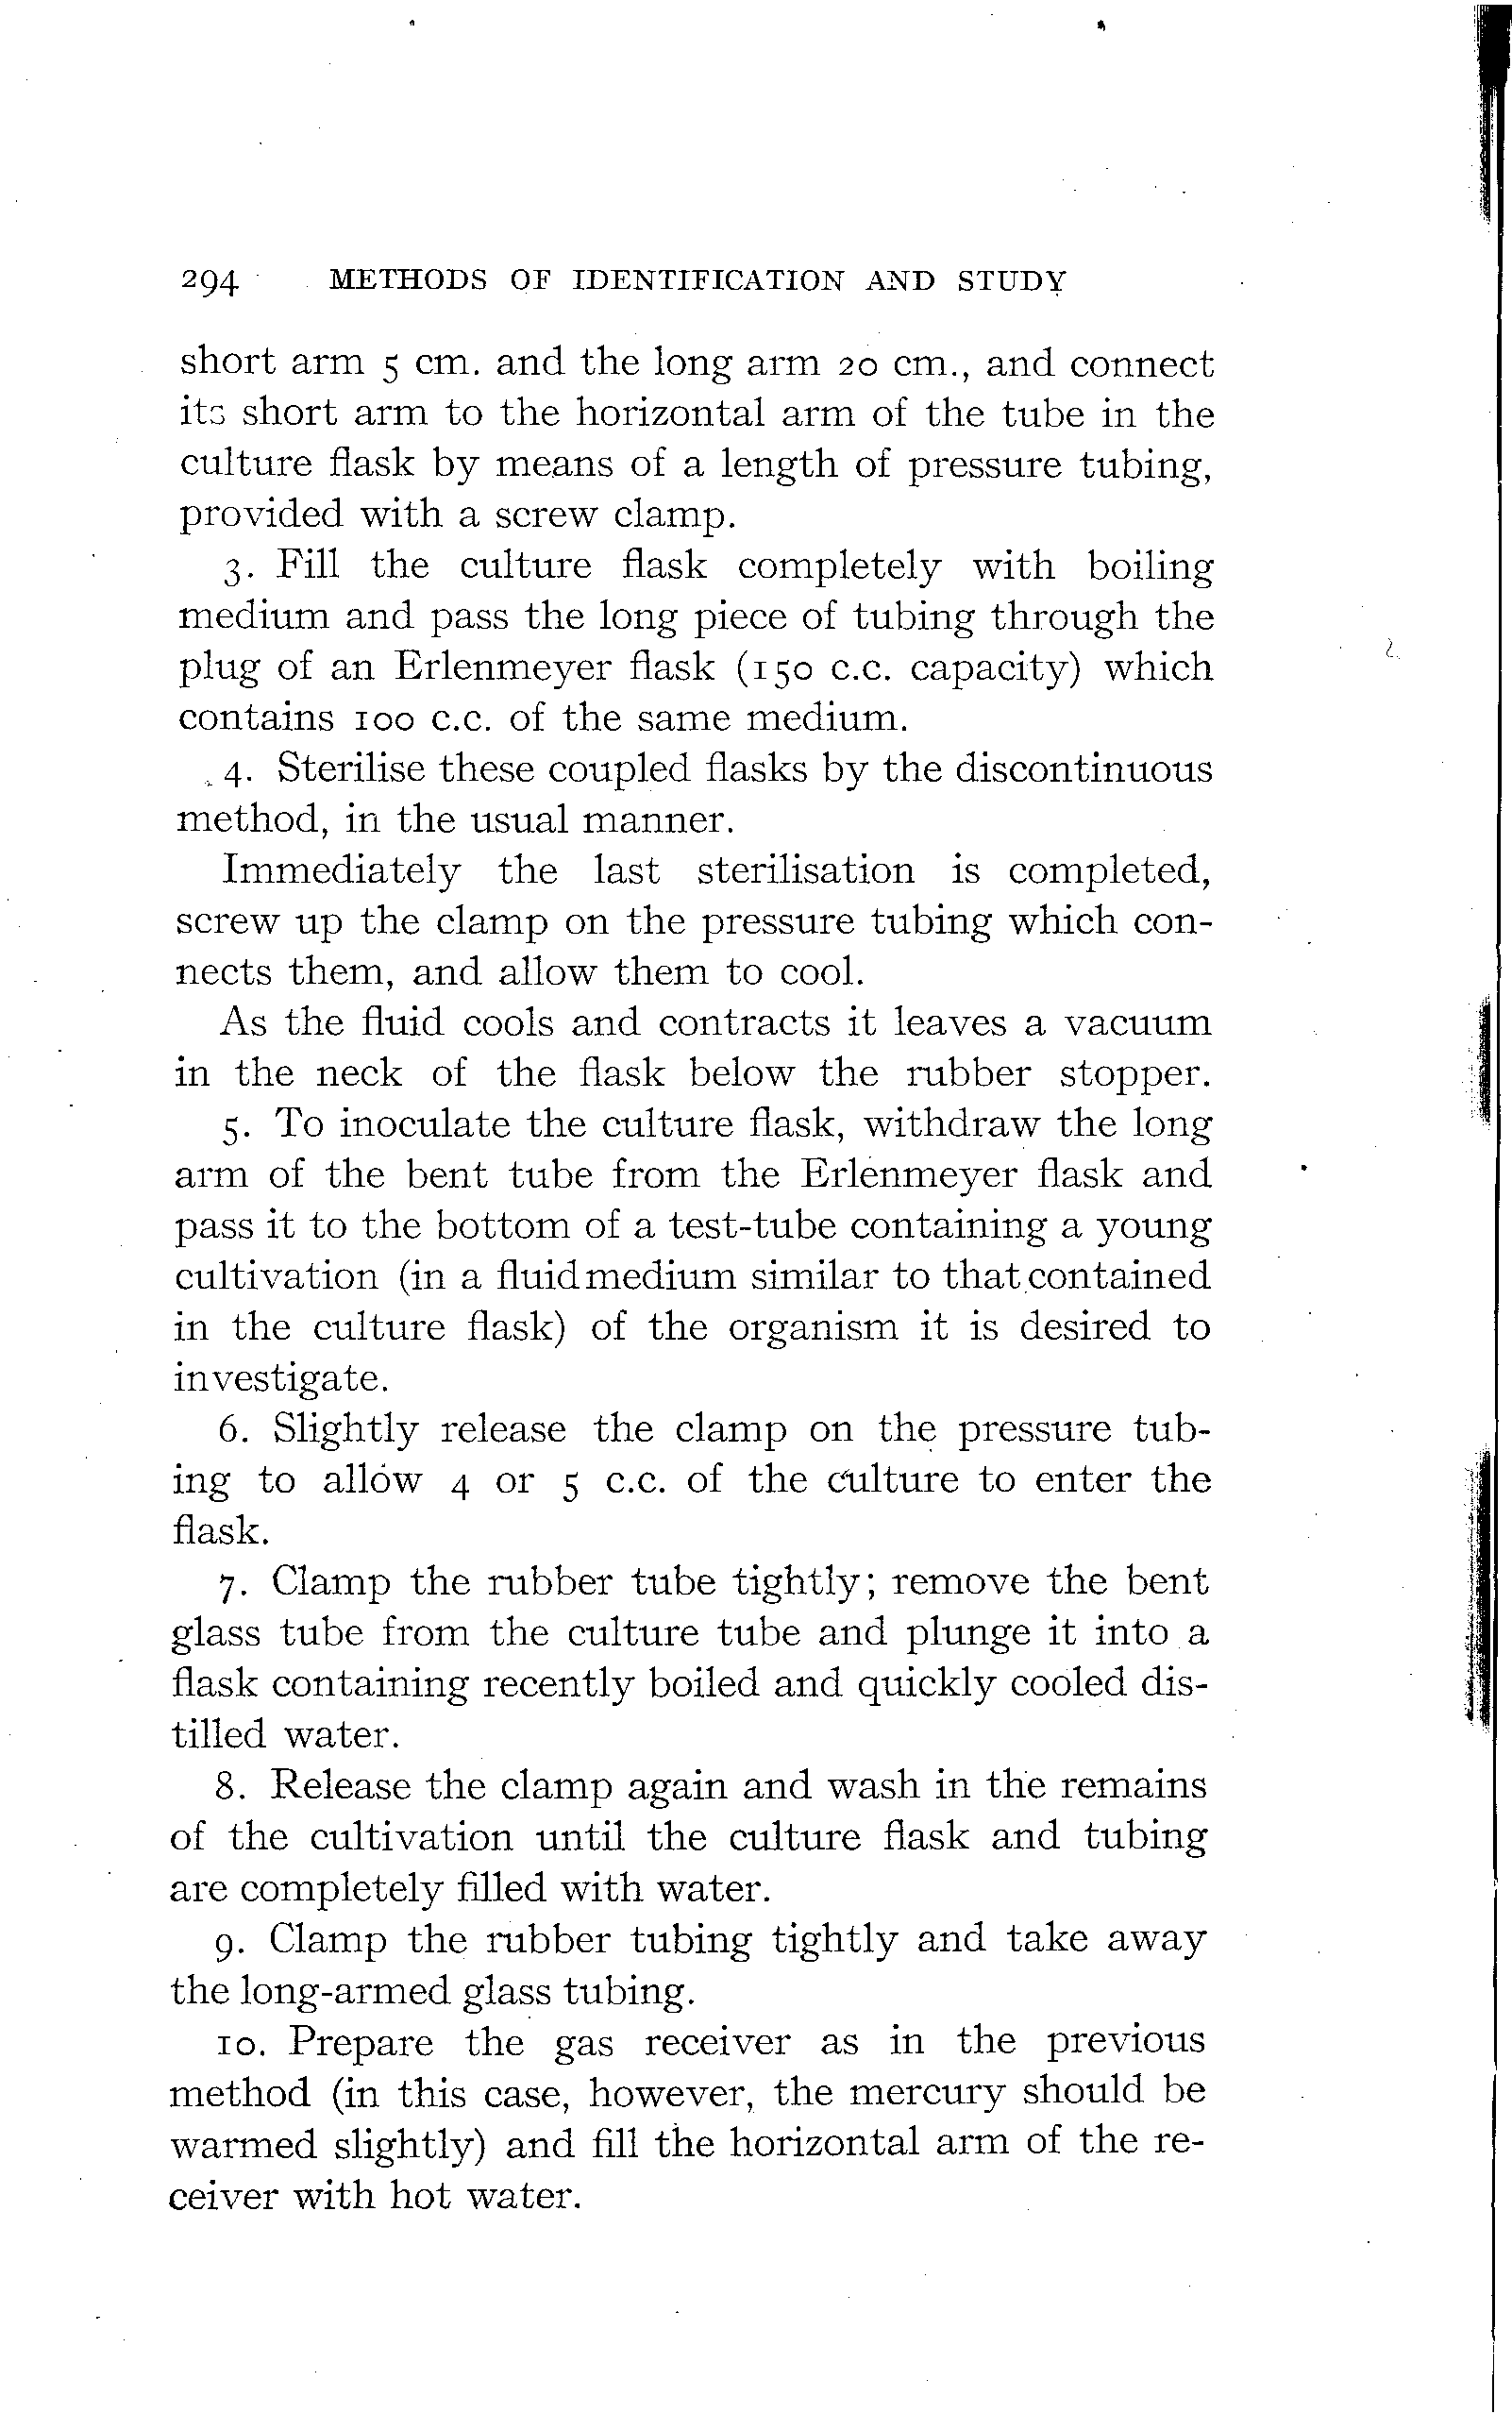 294 METHODS OF IDENTIFICATION AND STUDY
short arm 5 cm. and the long arm 20 cm., and connect
its short arm to the horizontal arm of the tube in the
culture flask by means of a length of pressure tubing,
provided with a screw clamp.
3. Fill the culture flask completely with boiling
medium and pass the long piece of tubing through the
plug of an Erlenmeyer flask (150 c.c. capacity) which
contains 100 c.c. of the same medium.
4. Sterilise these coupled flasks by the discontinuous
method, in the usual manner.
Immediately the last sterilisation is completed,
screw up the clamp on the pressure tubing which con-
nects them, and allow them to cool.
As the fluid cools and contracts it leaves a vacuum
in the neck of the flask below the rubber stopper.
5. To inoculate the culture flask, withdraw the long
arm of the bent tube from the Erlenmeyer flask and
pass it to the bottom of a test-tube containing a young
cultivation (in a fluid medium similar to that contained
in the culture flask) of the organism it is desired to
investigate.
6. Slightly release the clamp on the pressure tub-
ing to allow 4 or 5 c.c. of the culture to enter the
flask.
7. Clamp the rubber tube tightly; remove the bent
glass tube from the culture tube and plunge it into a
flask containing recently boiled and quickly cooled dis-
tilled water.
8. Release the clamp again and wash in the remains
of the cultivation until the culture flask and tubing
are completely filled with water.
9. Clamp the rubber tubing tightly and take away
the long-armed glass tubing.
10. Prepare the gas receiver as in the previous
method (in this case, however, the mercury should be
warmed slightly) and fill the horizontal arm of the re-
ceiver with hot water.